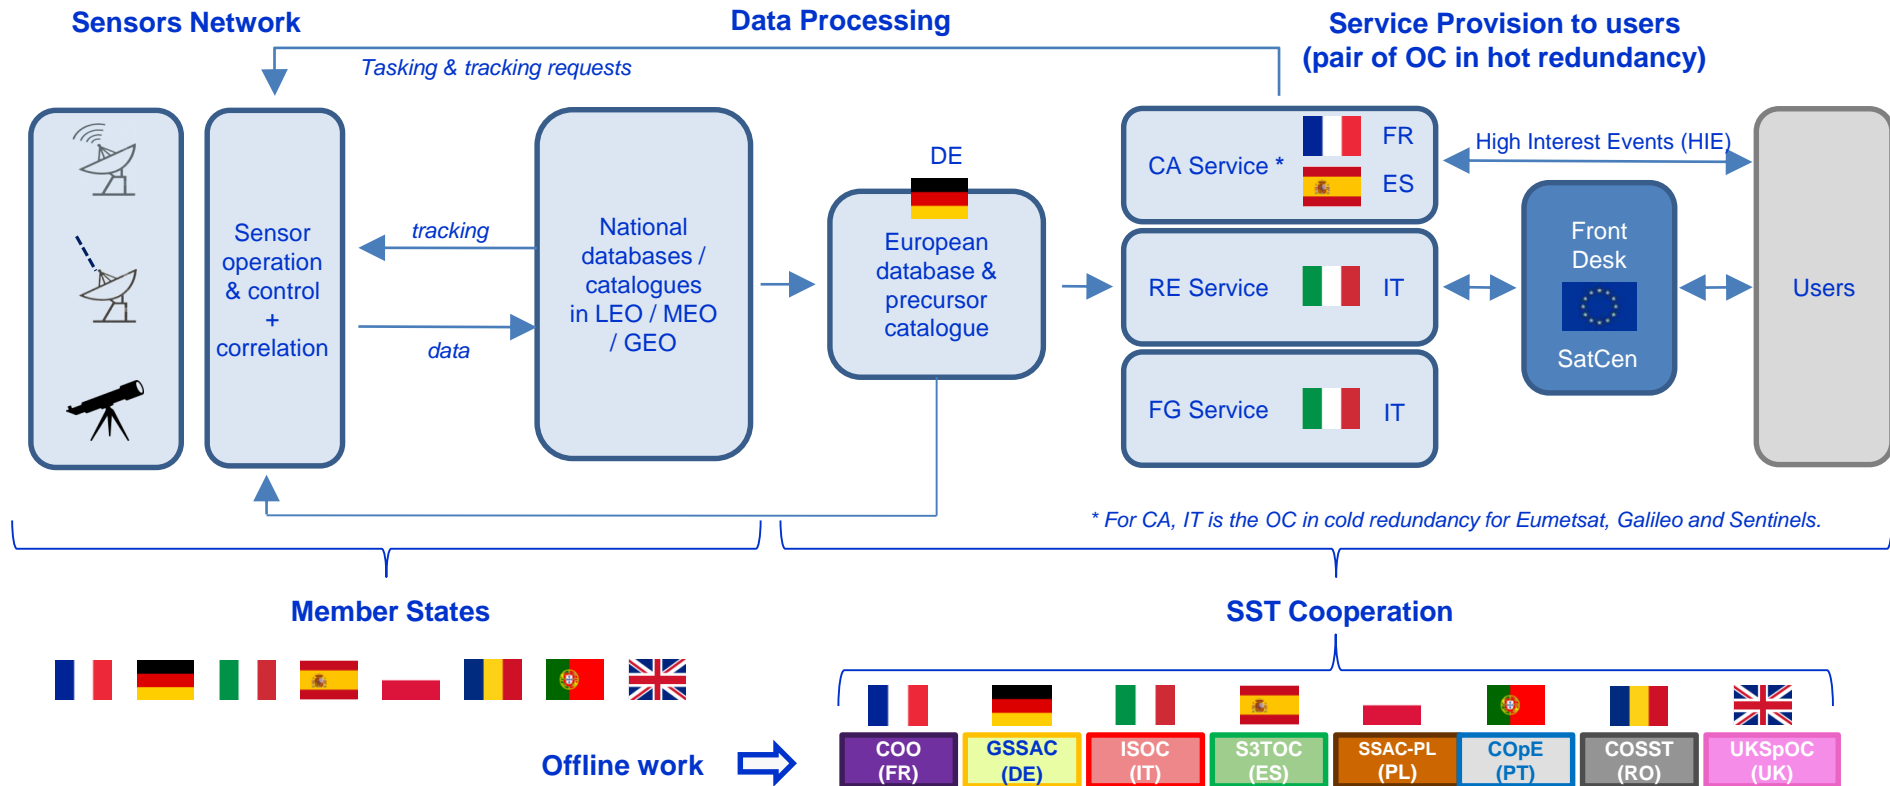 Sensors Network
Data Processing
Service Provision to users
(pair of OC in hot redundancy)
Tasking & tracking requests
Sensor
operation
& control
+
correlation
tracking
data
National
databases /
catalogues
in LEO / MEO
/ GEO
DE
European
database &
precursor
catalogue
CA Service *
FR
ES
RE Service
IT
FG Service
IT
High Interest Events (HIE)
Front
Desk
SatCen
Users
* For CA, IT is the OC in cold redundancy for Eumetsat, Galileo and Sentinels.
Member States
SST Cooperation
Offline work
COO
(FR)
GSSAC
(DE)
ISOC
(IT)
S3TOC
(ES)
SSAC-PL
(PL)
COpE
(PT)
COSST
(RO)
UKSpOC
(UK)